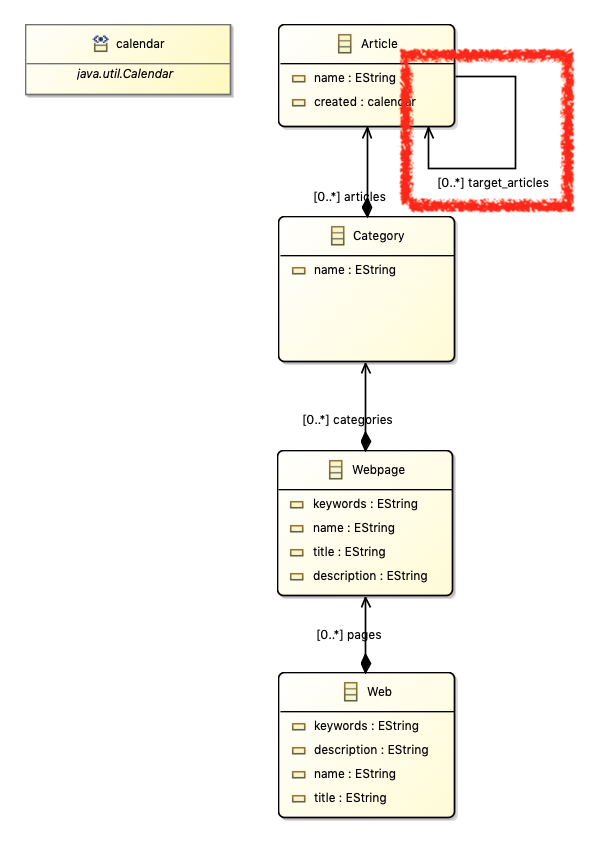 calendar
java.util.Calendar
Article
name : EString
created : calendar
[0..*] target_articles
[0..*] articles
Category
name : EString
[0..*] categories
Webpage
keywords : EString
name : EString
title : EString
description : EString
[0..*] pages
Web
keywords : EString
description : EString
name : EString
title : EString